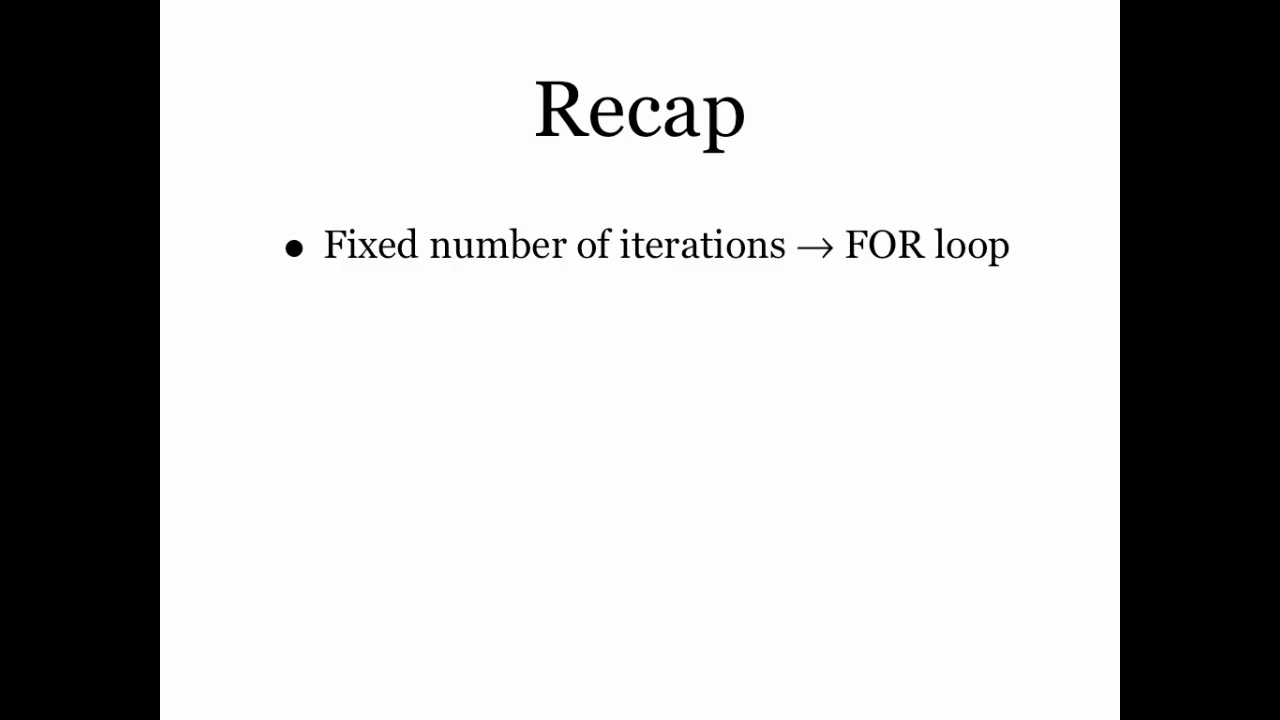 Recap
• Fixed number of iterations → FOR loop